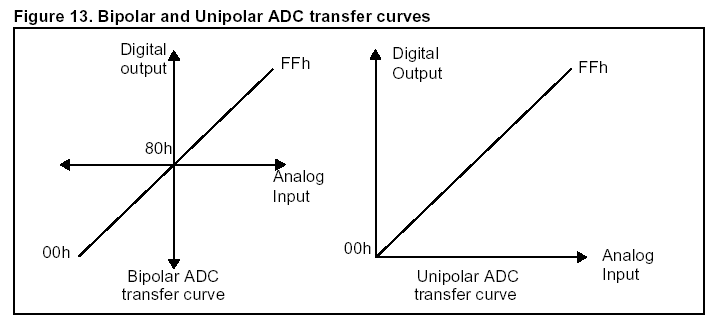 Figure 13. Bipolar and Unipolar ADC transfer curves
Digital
output
FFh
80h
Analog
Input
00h
Bipolar ADC
transfer curve
Digital
Output
FFh
00h
Analog
Input
Unipolar ADC
transfer curve